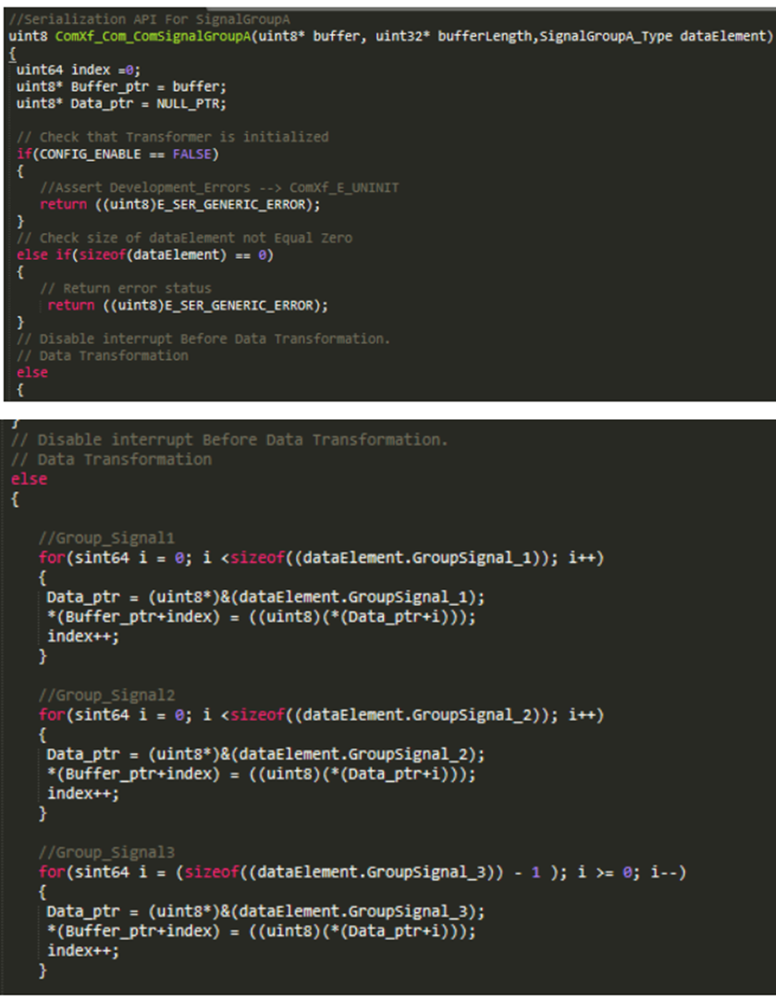 //Serialization API For SignalGroupA
uint8 ComXf_Com_ComSignalGroupA(uint8* buffer, uint32* bufferLength,SignalGroupA_Type dataElement)
{
uint64 index =0;
uint8* Buffer_ptr = buffer;
uint8* Data_ptr = NULL_PTR;
// Check that Transformer is initialized
if(CONFIG_ENABLE == FALSE)
{
//Assert Development_Errors --> ComXf_E_UNINIT
return ((uint8)E_SER_GENERIC_ERROR);
}
// Check size of dataElement not Equal Zero
else if(sizeof(dataElement) == 0)
{
// Return error status
return ((uint8)E_SER_GENERIC_ERROR);
}
// Disable interrupt Before Data Transformation.
// Data Transformation
else
{
}
// Disable interrupt Before Data Transformation.
// Data Transformation
else
{
//Group_Signal1
for(sint64 i = 0; i <sizeof((dataElement.GroupSignal_1)); i++)
{
Data_ptr = (uint8*)&(dataElement.GroupSignal_1);
*(Buffer_ptr+index) = ((uint8)(*(Data_ptr+i)));
index++;
}
//Group_Signal2
for(sint64 i = 0; i <sizeof((dataElement.GroupSignal_2)); i++)
{
Data_ptr = (uint8*)&(dataElement.GroupSignal_2);
*(Buffer_ptr+index) = ((uint8)(*(Data_ptr+i)));
index++;
}
//Group_Signal3
for(sint64 i = (sizeof((dataElement.GroupSignal_3)) - 1 ); i >= 0; i--)
{
Data_ptr = (uint8*)&(dataElement.GroupSignal_3);
*(Buffer_ptr+index) = ((uint8)(*(Data_ptr+i)));
index++;
}